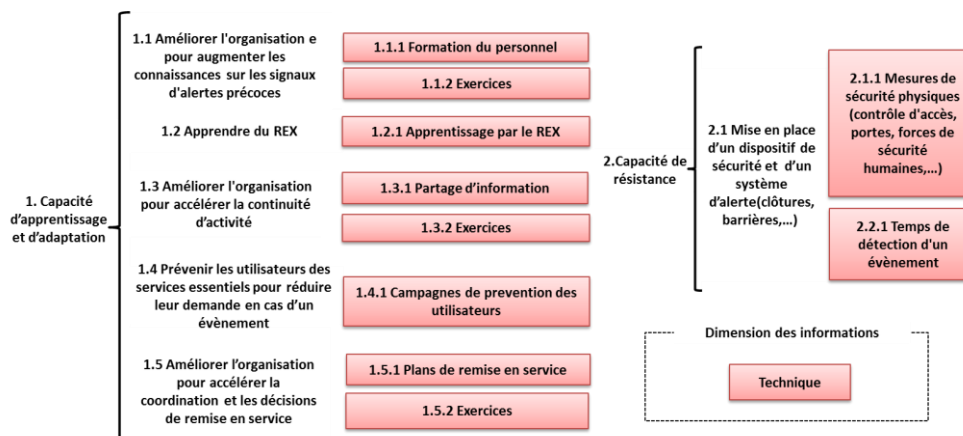 1. Capacité
d'apprentissage
et d'adaptation
1.1 Améliorer l'organisation e
pour augmenter les
connaissances sur les signaux
d'alertes précoces
1.1.1 Formation du personnel
1.1.2 Exercices
1.2 Apprendre du REX
1.2.1 Apprentissage par le REX
1.3 Améliorer l'organisation
pour accélérer la continuité
d'activité
1.3.1 Partage d’information
1.3.2 Exercices
1.4 Prévenir les utilisateurs des
services essentiels pour réduire
leur demande en cas d’un
évènement
1.4.1 Campagnes de prevention des
utilisateurs
1.5 Améliorer l’organisation
pour accélérer la
coordination et les décisions
de remise en service
1.5.1 Plans de remise en service
1.5.2 Exercices
2.Capacité de
résistance
2.1 Mise en place
d’un dispositif de
sécurité et d’un
système
d’alerte(clôtures,
barrières,…)
2.1.1 Mesures de
sécurité physiques
(contrôle d'accès,
portes, forces de
sécurité
humaines,…)
2.2.1 Temps de
détection d'un
évènement
Dimension des informations
Technique